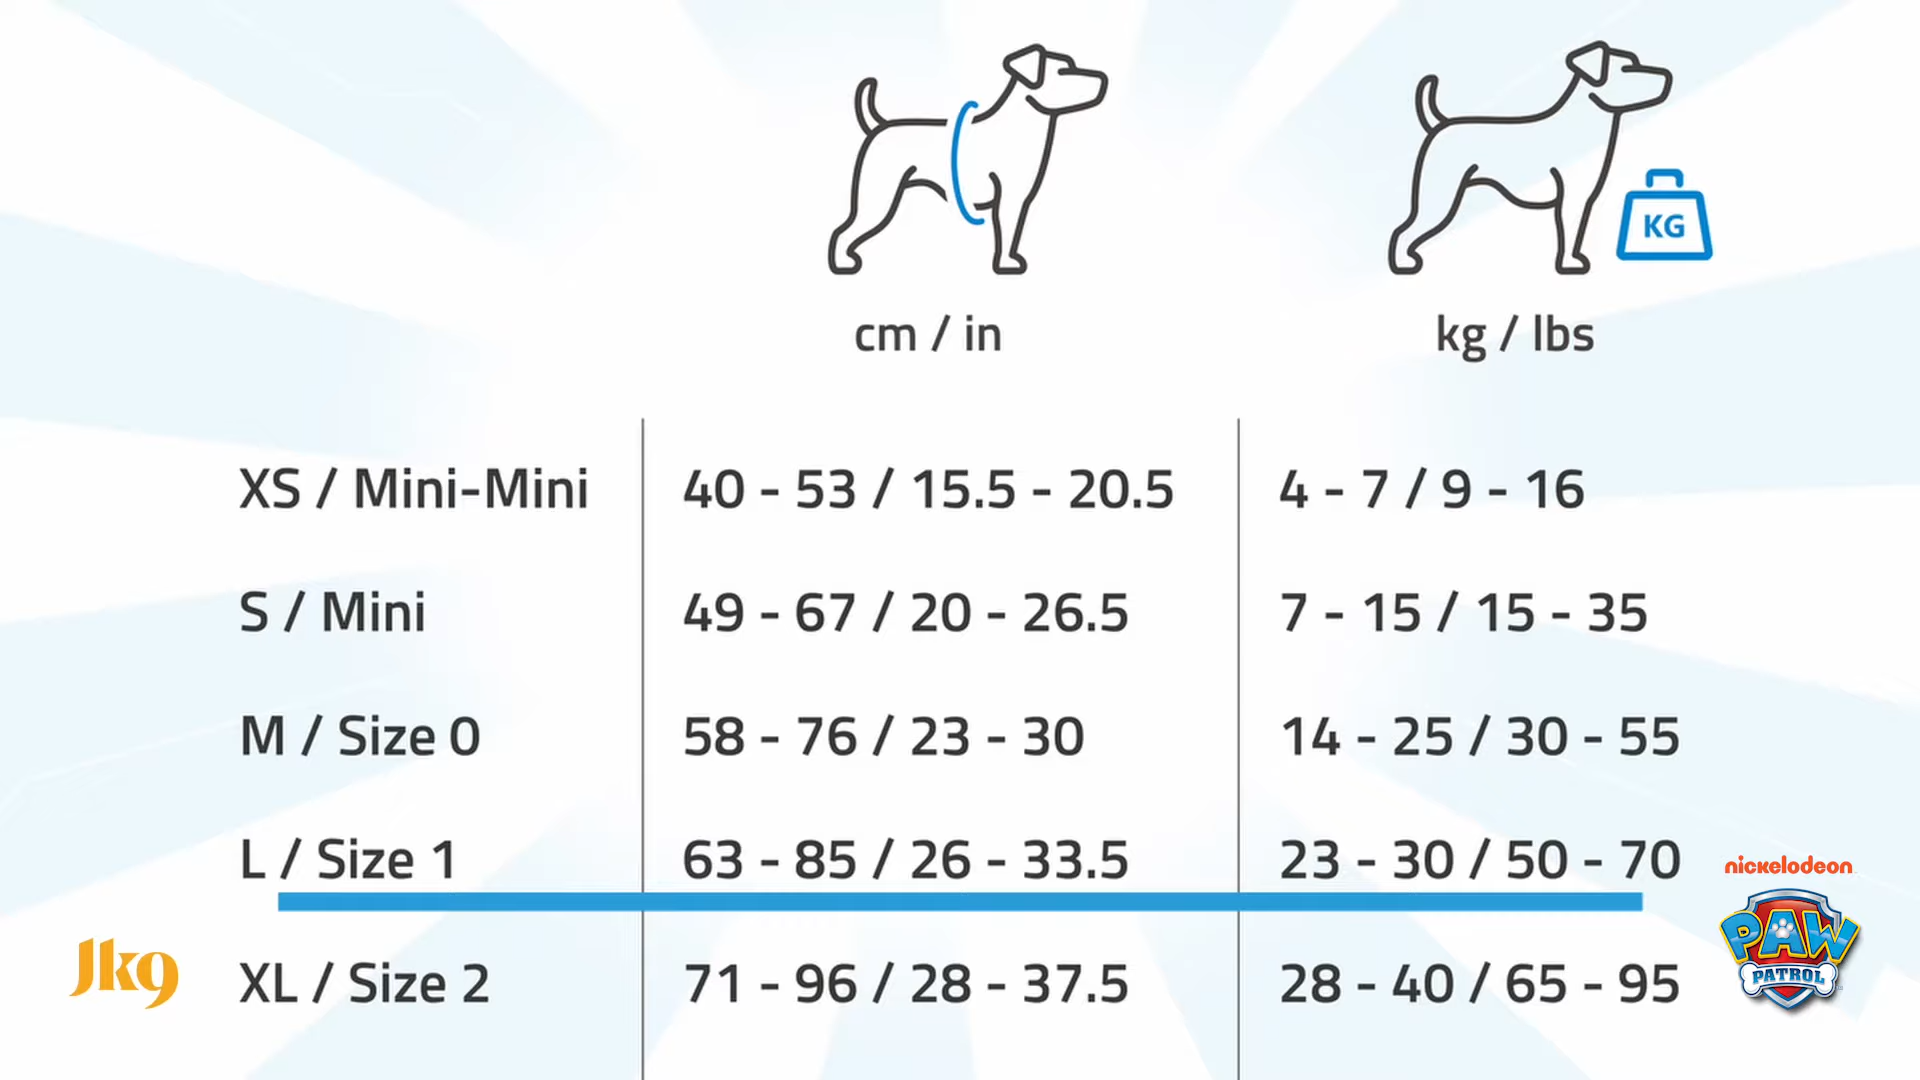 KG
cm / in
kg / lbs
XS / Mini-Mini 40 - 53 / 15.5 - 20.5 4 - 7 / 9 - 16
S / Mini 49 - 67 / 20 - 26.5 7 - 15 / 15 - 35
M / Size 0 58 - 76 / 23 - 30 14 - 25 / 30 - 55
L / Size 1 63 - 85 / 26 - 33.5 23 - 30 / 50 - 70
XL / Size 2 71 - 96 / 28 - 37.5 28 - 40 / 65 - 95
Jk9
nickelodeon
PAW
PATROL